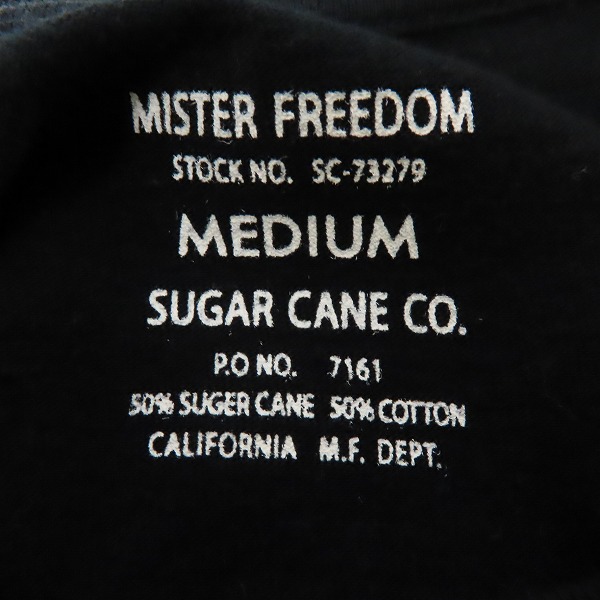 MISTER FREEDOM
STOCK NO. SC-73279
MEDIUM
SUGAR CANE CO.
P.O NO. 7161
50% SUGER CANE 50% COTTON
CALIFORNIA M.F. DEPT.